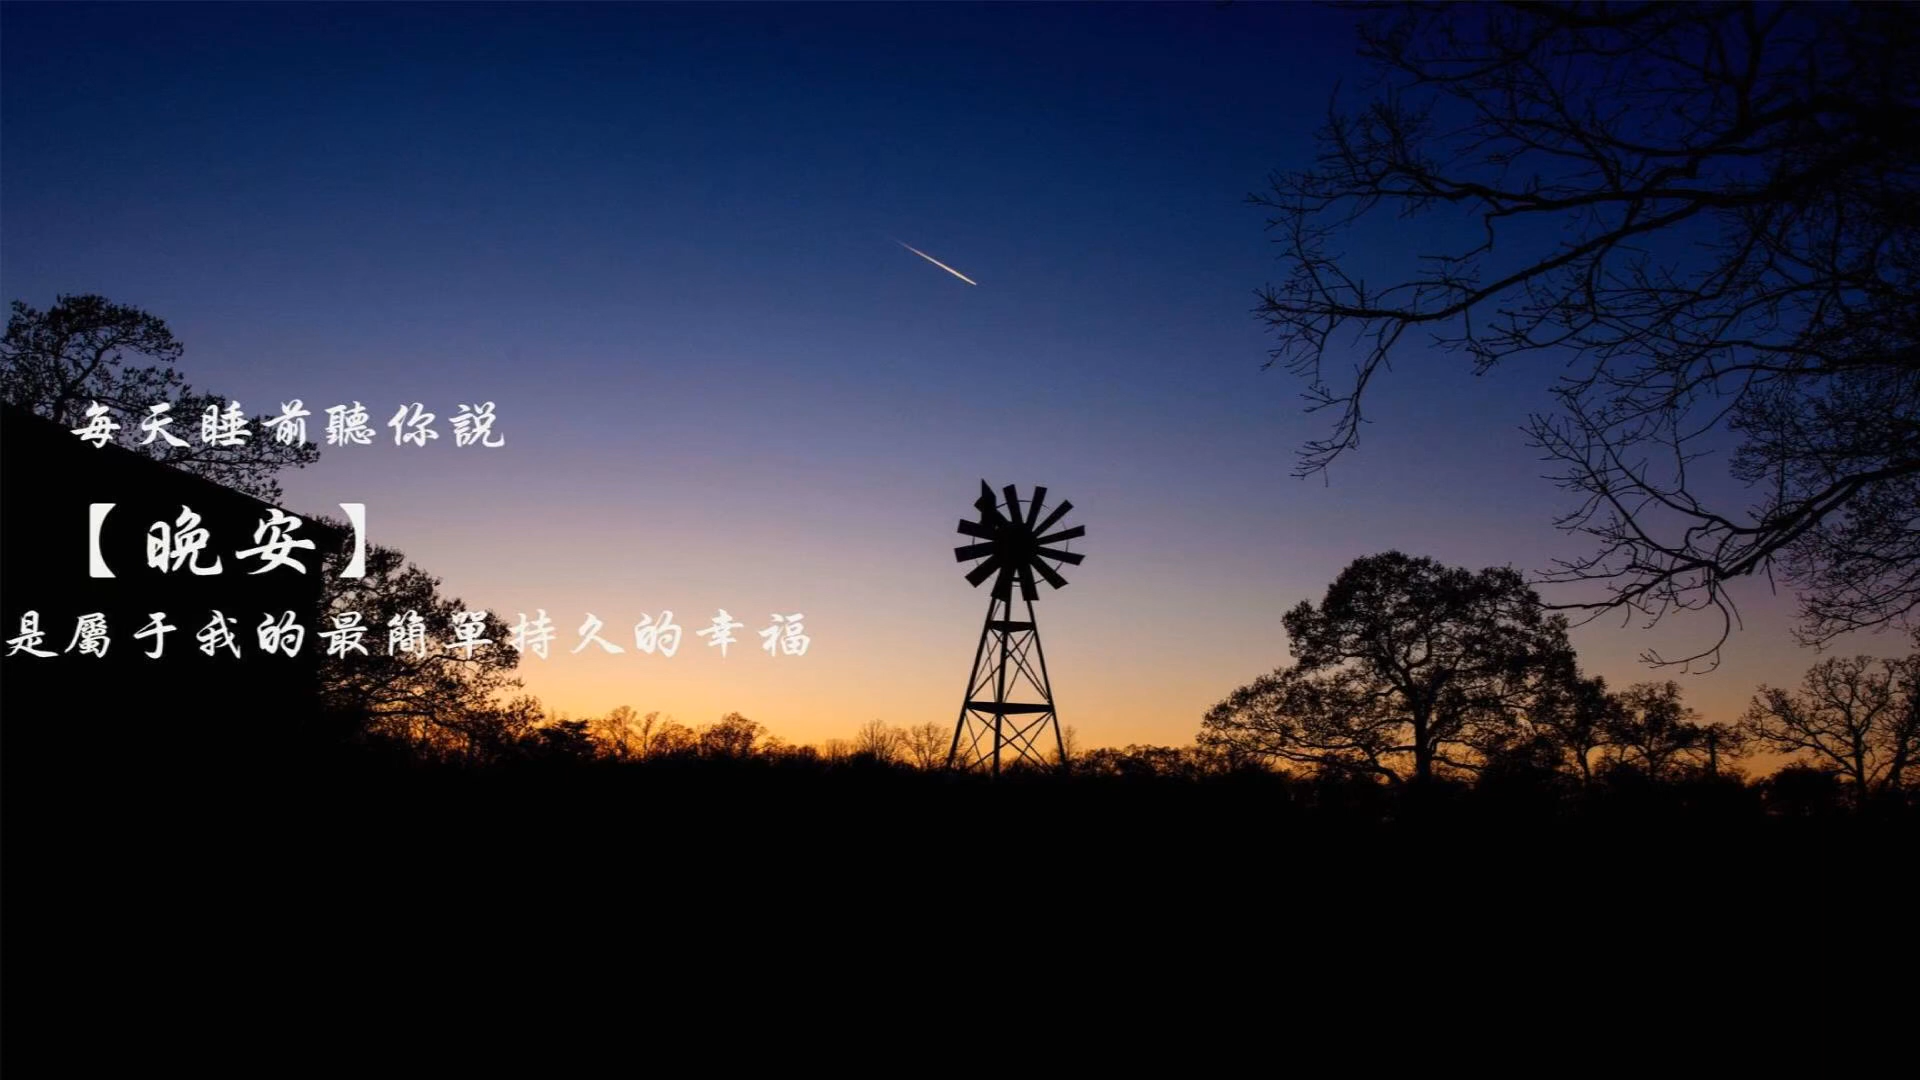 每天睡前聽你説
【晚安】
是屬于我的最簡單持久的幸福